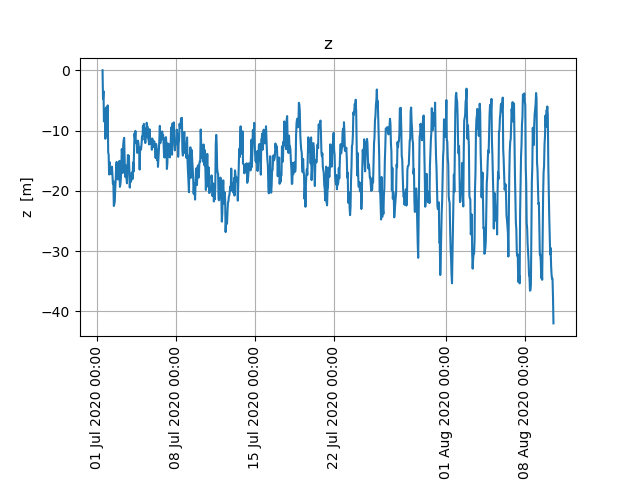 z
0
−10
−20
−30
−40
z [m]
01 Jul 2020 00:00
08 Jul 2020 00:00
15 Jul 2020 00:00
22 Jul 2020 00:00
01 Aug 2020 00:00
08 Aug 2020 00:00